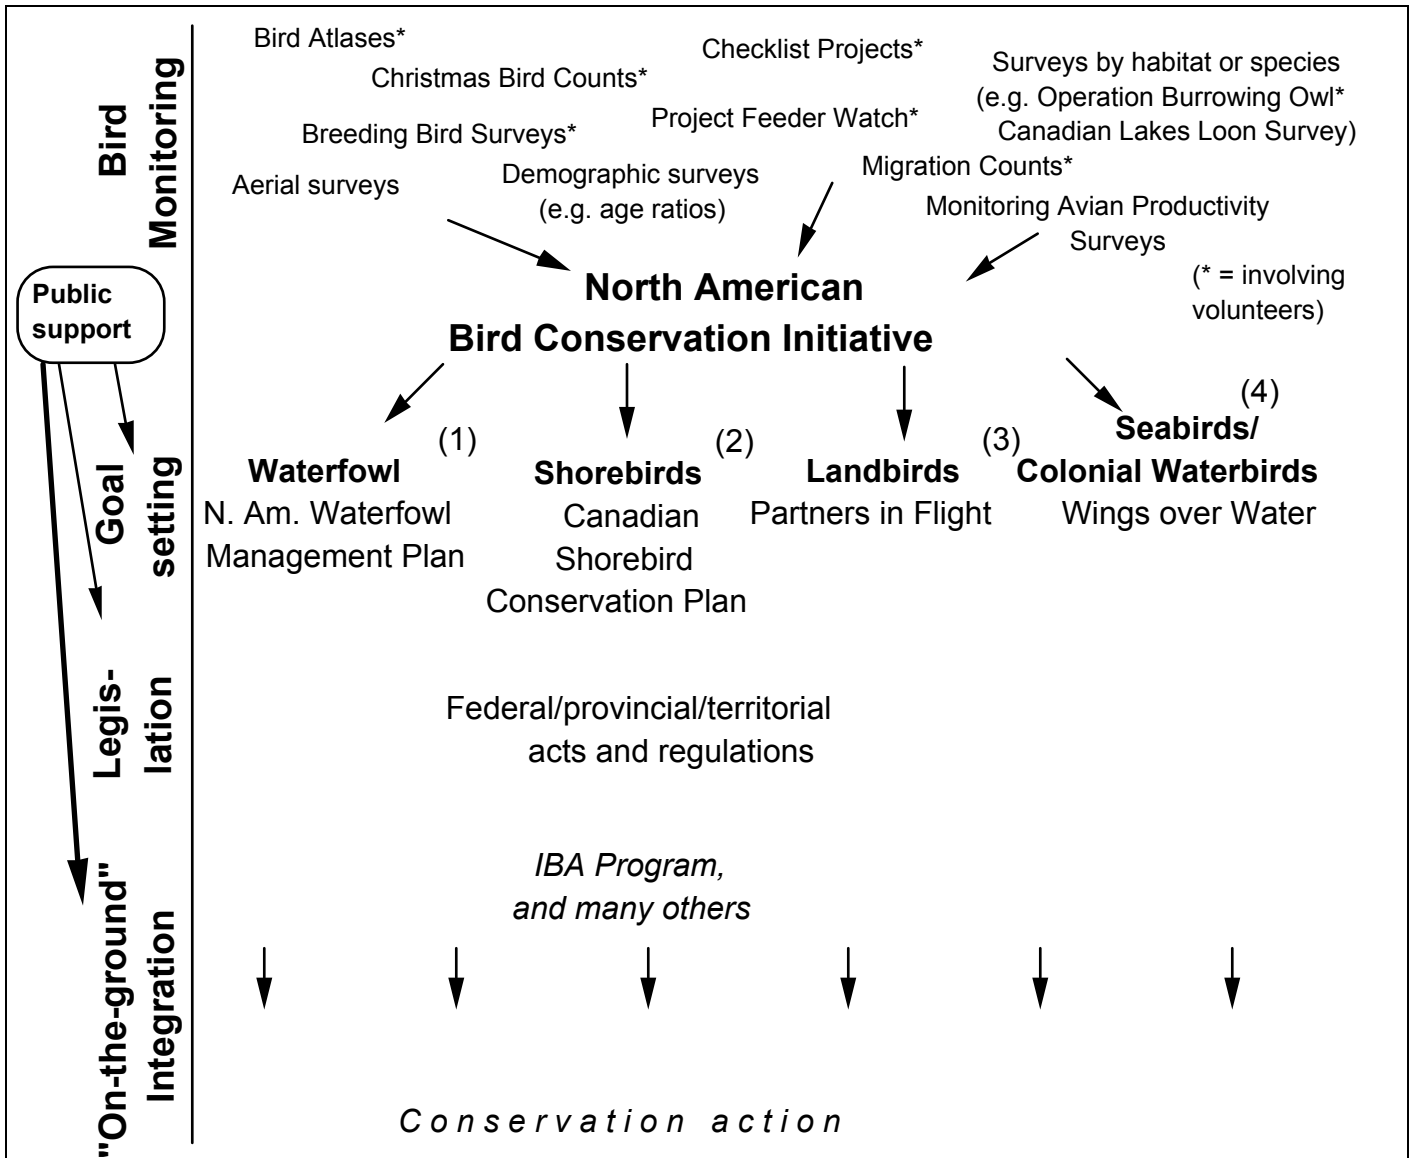 Bird
Monitoring
Bird Atlases*
Checklist Projects*
Christmas Bird Counts*
Surveys by habitat or species
(e.g. Operation Burrowing Owl*
Canadian Lakes Loon Survey)
Project Feeder Watch*
Breeding Bird Surveys*
Migration Counts*
Aerial surveys
Demographic surveys
(e.g. age ratios)
Monitoring Avian Productivity
Surveys
(* = involving
volunteers)
Public
support
North American
Bird Conservation Initiative
Goal
setting
(1)
Waterfowl
N. Am. Waterfowl
Management Plan
(2)
Shorebirds
Canadian
Shorebird
Conservation Plan
(3)
Landbirds
Partners in Flight
(4)
Seabirds/
Colonial Waterbirds
Wings over Water
Legis-
lation
Federal/provincial/territorial
acts and regulations
"On-the-ground"
Integration
IBA Program,
and many others
Conservation action